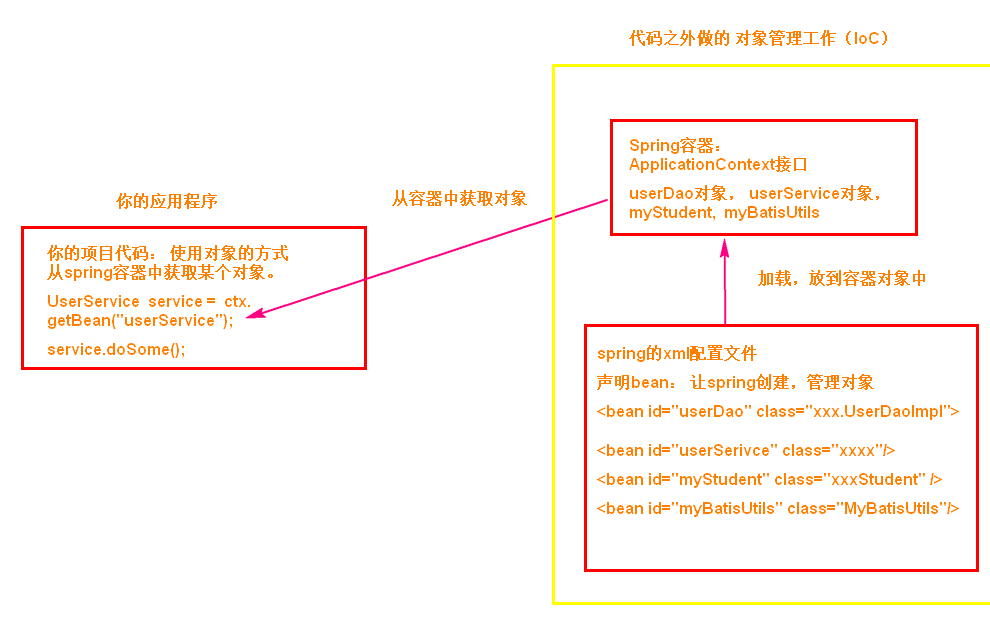 代码之外做的 对象管理工作（IoC）
Spring容器：
ApplicationContext接口
userDao对象， userService对象，
myStudent, myBatisUtils
你的应用程序
从容器中获取对象
你的项目代码： 使用对象的方式
从spring容器中获取某个对象。
UserService service = ctx.
getBean("userService");
service.doSome();
加载，放到容器对象中
spring的xml配置文件
声明bean： 让spring创建，管理对象
<bean id="userDao" class="xxx.UserDaoImpl">
<bean id="userSerivce" class="xxxx"/>
<bean id="myStudent" class="xxxStudent" />
<bean id="myBatisUtils" class="MyBatisUtils"/>